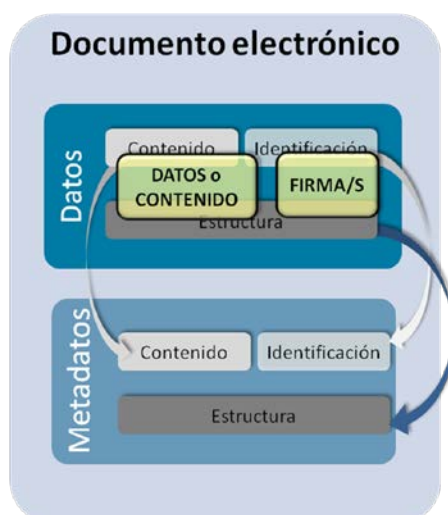 Documento electrónico
Datos
Contenido
Identificación
DATOS o
CONTENIDO
FIRMA/S
Estructura
Metadatos
Contenido
Identificación
Estructura